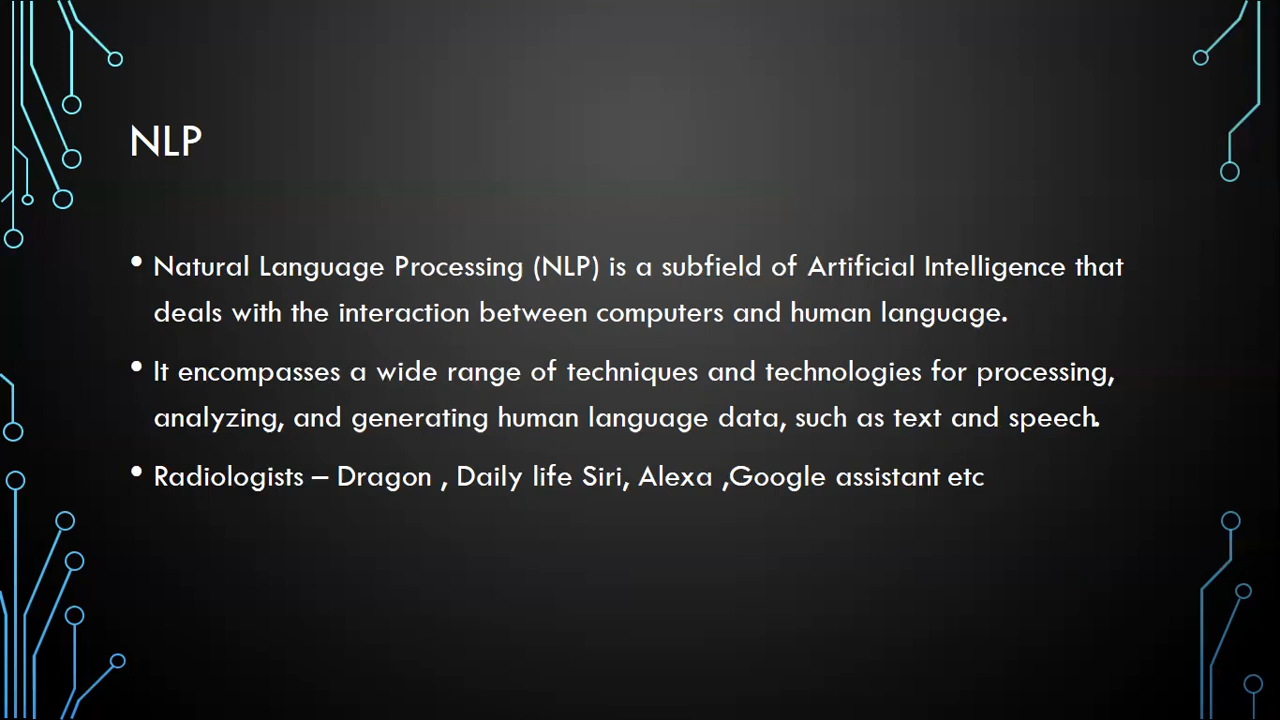 NLP
• Natural Language Processing (NLP) is a subfield of Artificial Intelligence that
deals with the interaction between computers and human language.
• It encompasses a wide range of techniques and technologies for processing,
analyzing, and generating human language data, such as text and speech.
• Radiologists – Dragon , Daily life Siri, Alexa ,Google assistant etc